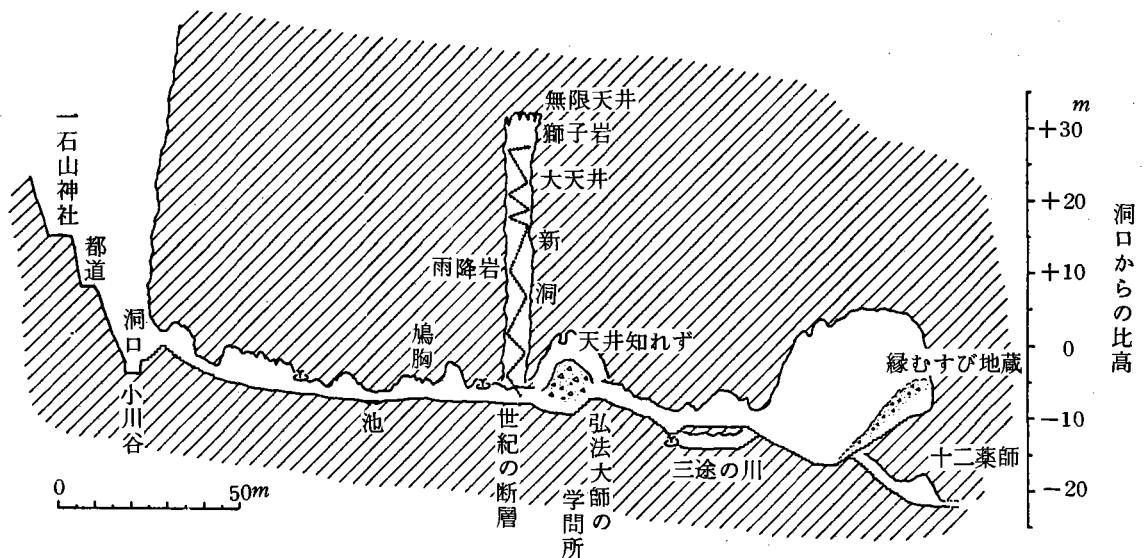 一石山神社
都道
洞口
小川谷
池
鳩胸
雨降岩
無限天井
獅子岩
大天井
新洞
世紀の断層
天井知れず
弘法大師の
学問所
三途の川
縁むすび地蔵
十二薬師
m
+30
+20
+10
0
-10
-20
洞口からの比高
0 50m